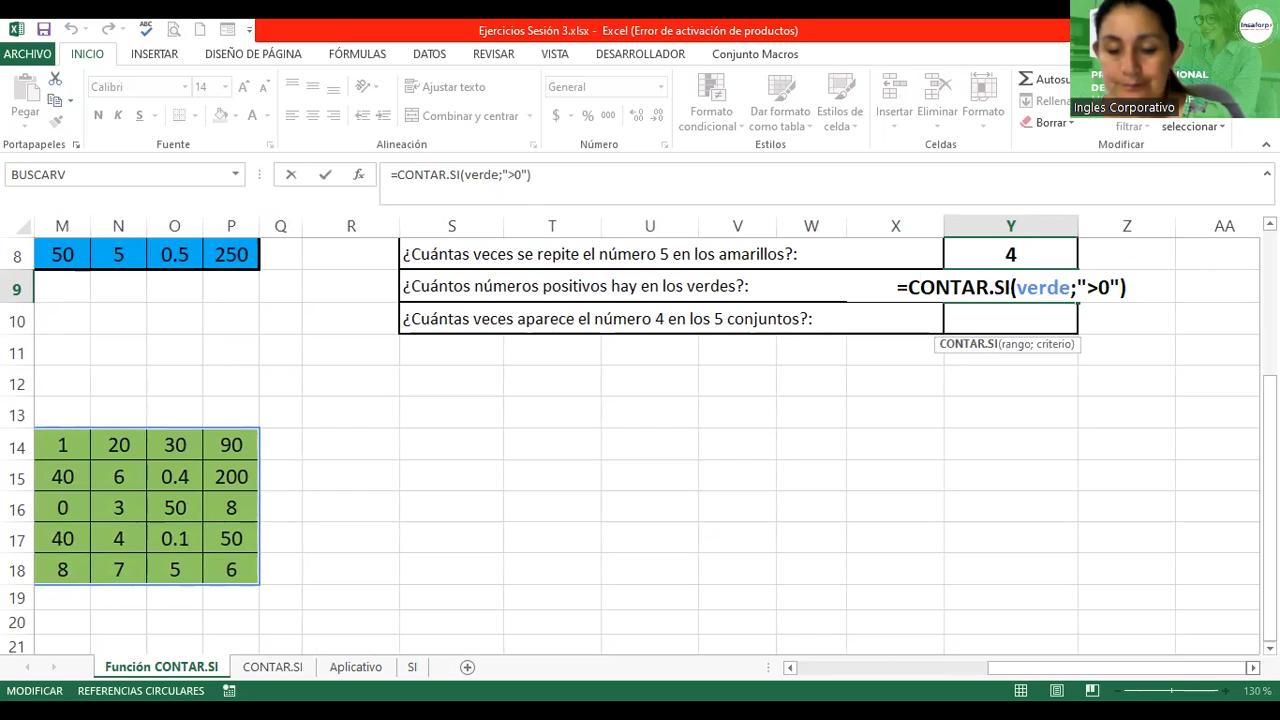 Ejercicios Sesión 3.xlsx - Excel (Error de activación de productos)
ARCHIVO INICIO INSERTAR DISEÑO DE PÁGINA FÓRMULAS DATOS REVISAR VISTA DESARROLLADOR Conjunto Macros
Insaforp
Ingles Corporativo
Pegar
Calibri 14
N K S
Ajustar texto
Combinar y centrar
General
$ % 000
Formato condicional
Dar formato como tabla
Estilos de celda
Insertar
Eliminar
Formato
Borrar
filtrar
seleccionar
Portapapeles Fuente Alineación Número Estilos Celdas Modificar
BUSCARV
fx
=CONTAR.SI(verde;">0")
M N O P Q R S T U V W X Y Z AA
8 50 5 0.5 250 ¿Cuántas veces se repite el número 5 en los amarillos?: 4
9 ¿Cuántos números positivos hay en los verdes?: =CONTAR.SI(verde;">0")
10 ¿Cuántas veces aparece el número 4 en los 5 conjuntos?:
CONTAR.SI(rango; criterio)
11
12
13
14 1 20 30 90
15 40 6 0.4 200
16 0 3 50 8
17 40 4 0.1 50
18 8 7 5 6
19
20
21
Función CONTAR.SI CONTAR.SI Aplicativo SI
MODIFICAR REFERENCIAS CIRCULARES 130 %